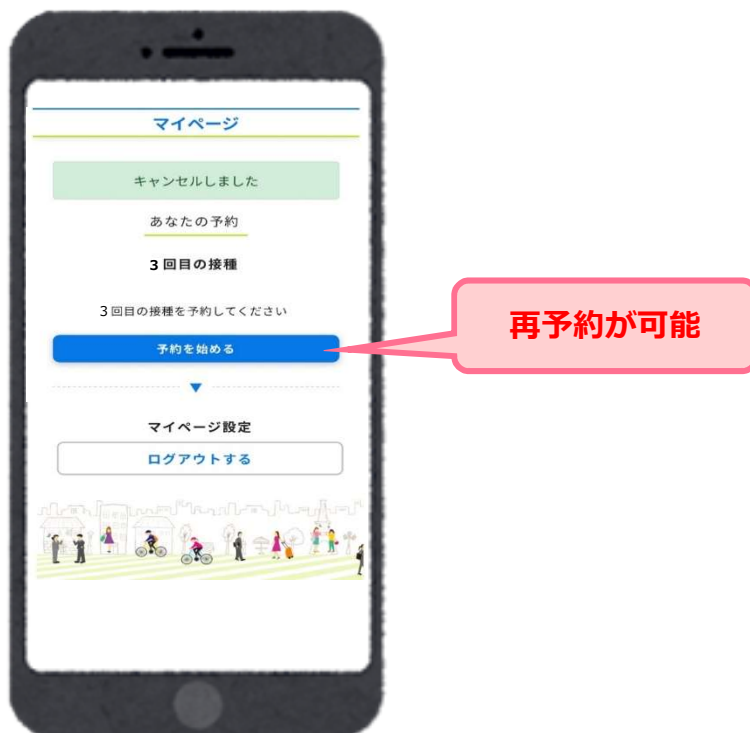 マイページ
キャンセルしました
あなたの予約
3回目の接種
3回目の接種を予約してください
予約を始める
マイページ設定
ログアウトする
再予約が可能